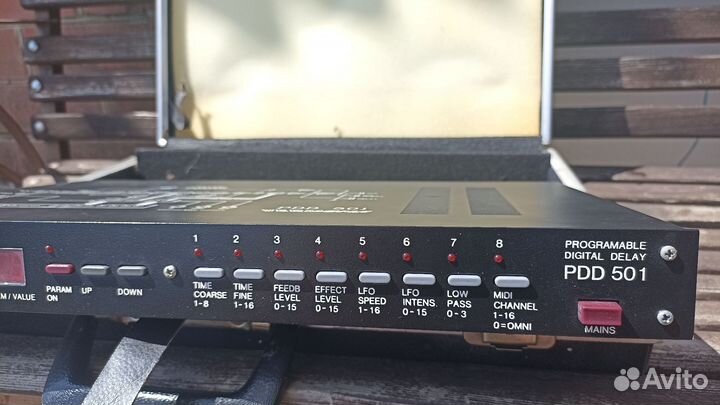 PDD 501
1 2 3 4 5 6 7 8
PROGRAMABLE
DIGITAL DELAY
PDD 501
M / VALUE
PARAM
ON
UP
DOWN
TIME
COARSE
1-8
TIME
FINE
1-16
FEEDB
LEVEL
0-15
EFFECT
LEVEL
0-15
LFO
SPEED
1-16
LFO
INTENS.
0-15
LOW
PASS
0-3
MIDI
CHANNEL
1-16
0=OMNI
MAINS
Avito